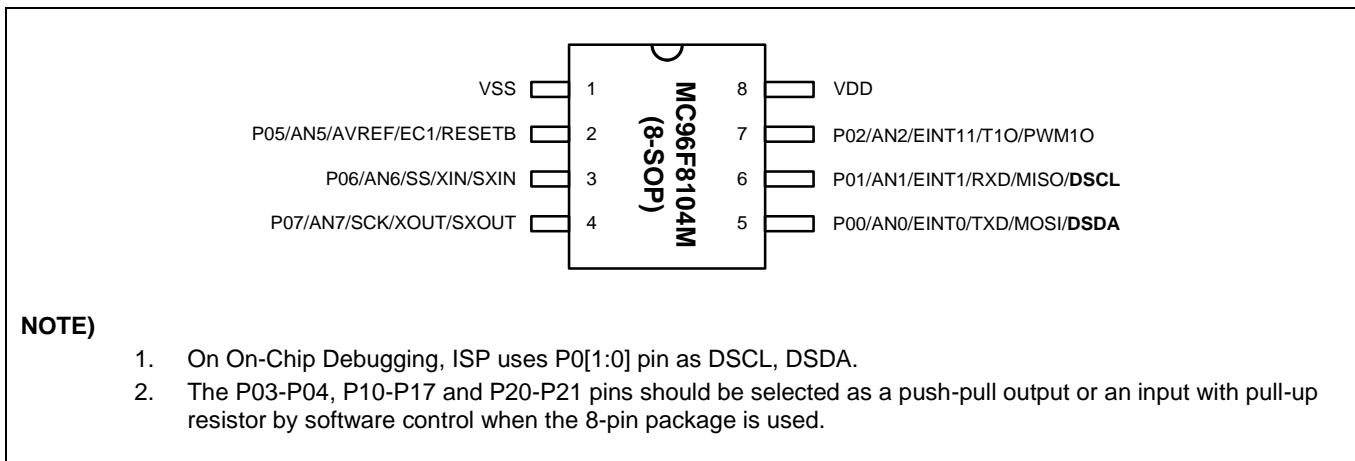 VSS 1
P05/AN5/AVREF/EC1/RESETB 2
P06/AN6/SS/XIN/SXIN 3
P07/AN7/SCK/XOUT/SXOUT 4
MC96F8104M
(8-SOP)
8 VDD
7 P02/AN2/EINT11/T1O/PWM1O
6 P01/AN1/EINT1/RXD/MISO/DSCL
5 P00/AN0/EINT0/TXD/MOSI/DSDA
NOTE)
1. On On-Chip Debugging, ISP uses P0[1:0] pin as DSCL, DSDA.
2. The P03-P04, P10-P17 and P20-P21 pins should be selected as a push-pull output or an input with pull-up
resistor by software control when the 8-pin package is used.